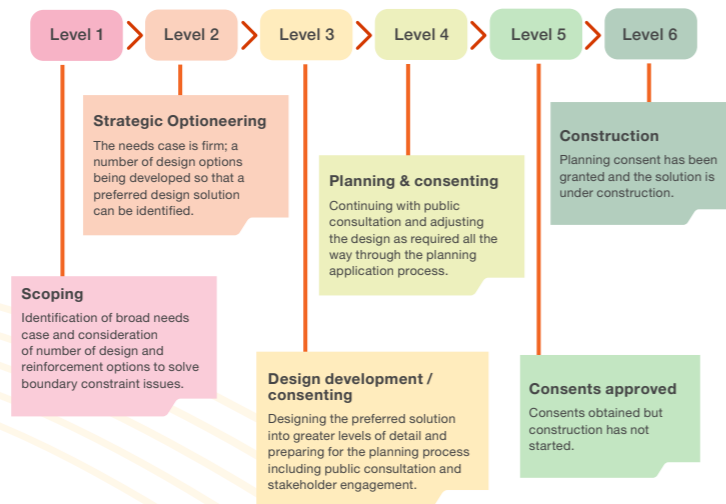 Level 1
Level 2
Level 3
Level 4
Level 5
Level 6
Strategic Optioneering
The needs case is firm; a
number of design options
being developed so that a
preferred design solution
can be identified.
Construction
Planning consent has been
granted and the solution is
under construction.
Planning & consenting
Continuing with public
consultation and adjusting
the design as required all the
way through the planning
application process.
Scoping
Identification of broad needs
case and consideration
of number of design and
reinforcement options to solve
boundary constraint issues.
Design development /
consenting
Designing the preferred solution
into greater levels of detail and
preparing for the planning process
including public consultation and
stakeholder engagement.
Consents approved
Consents obtained but
construction has not
started.